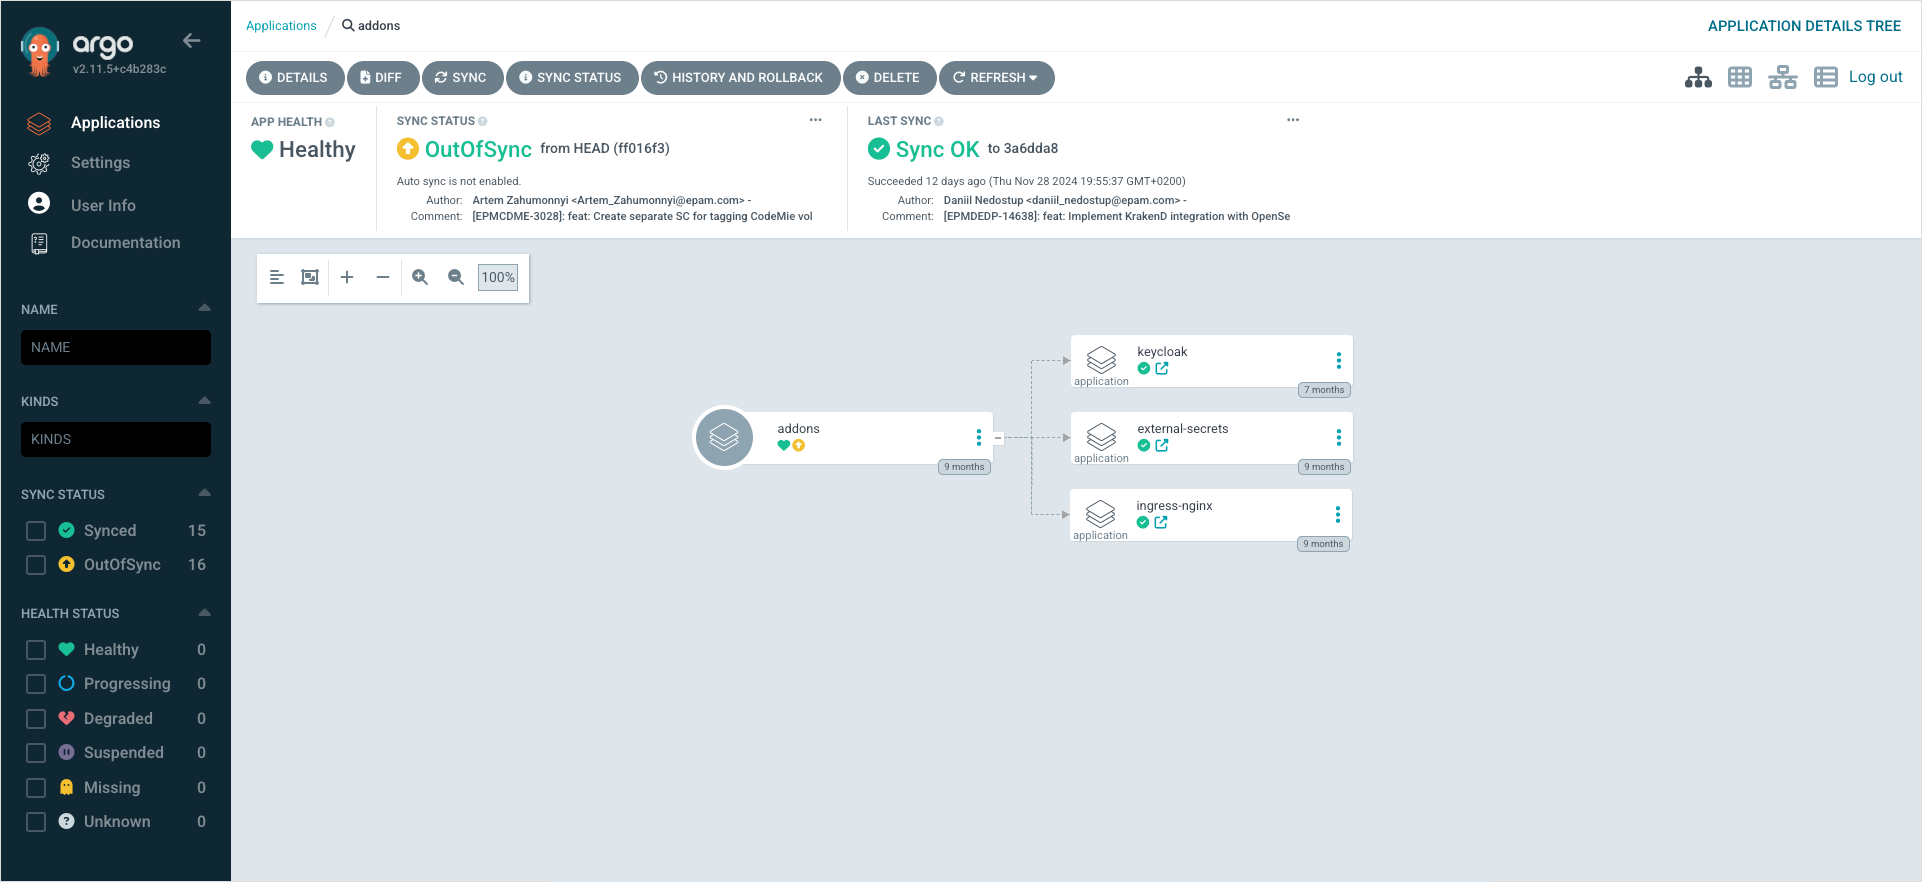 argo
v2.11.5+c4b283c
Applications
Settings
User Info
Documentation
NAME
NAME
KINDS
KINDS
SYNC STATUS
Synced 15
OutOfSync 16
HEALTH STATUS
Healthy 0
Progressing 0
Degraded 0
Suspended 0
Missing 0
Unknown 0
Applications / addons
APPLICATION DETAILS TREE
DETAILS DIFF SYNC SYNC STATUS HISTORY AND ROLLBACK DELETE REFRESH
Log out
APP HEALTH
Healthy
SYNC STATUS
OutOfSync from HEAD (ff016f3)
Auto sync is not enabled.
Author: Artem Zahumonnyi <Artem_Zahumonnyi@epam.com> -
Comment: [EPMCDME-3028]: feat: Create separate SC for tagging CodeMie vol
LAST SYNC
Sync OK to 3a6dda8
Succeeded 12 days ago (Thu Nov 28 2024 19:55:37 GMT+0200)
Author: Daniil Nedostup <daniil_nedostup@epam.com> -
Comment: [EPMDEDP-14638]: feat: Implement KrakenD integration with OpenSe
100%
addons
9 months
keycloak
application
7 months
external-secrets
application
9 months
ingress-nginx
application
9 months